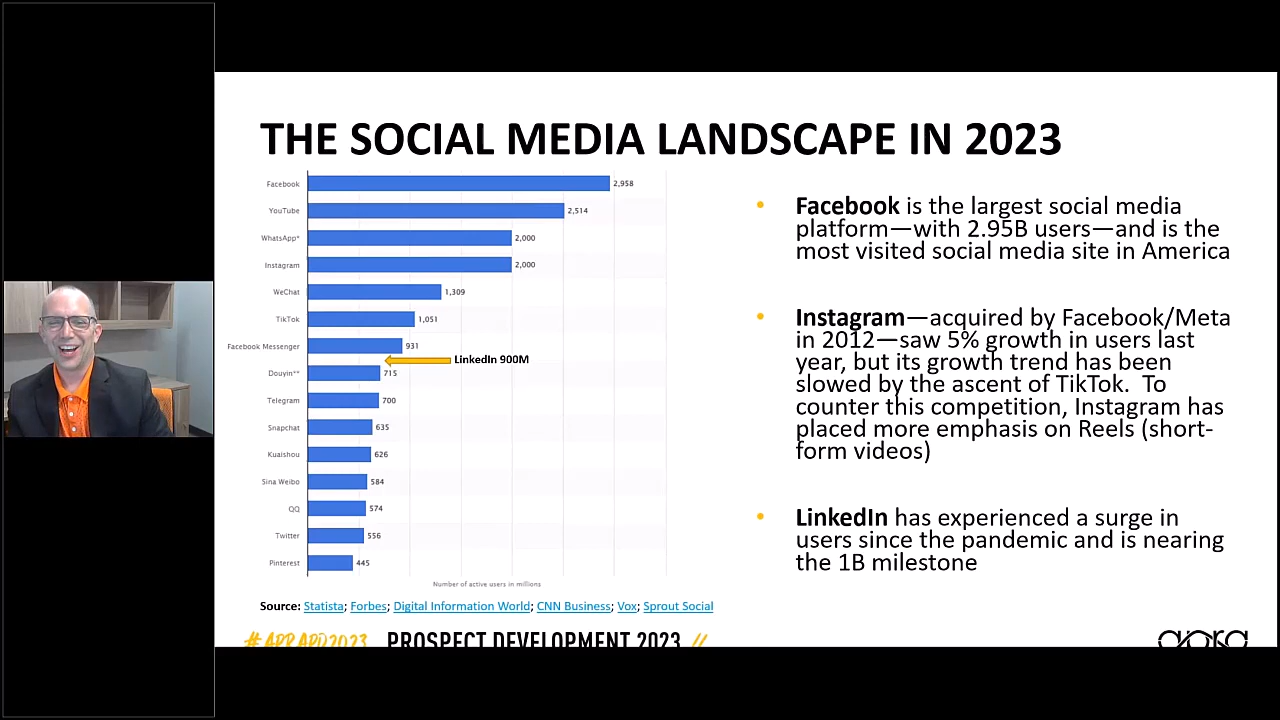 THE SOCIAL MEDIA LANDSCAPE IN 2023
Facebook 2,958
YouTube 2,514
WhatsApp* 2,000
Instagram 2,000
WeChat 1,309
TikTok 1,051
Facebook Messenger 931
LinkedIn 900M
Douyin** 715
Telegram 700
Snapchat 635
Kuaishou 626
Sina Weibo 584
QQ 574
Twitter 556
Pinterest 445
Number of active users in millions
Source: Statista; Forbes; Digital Information World; CNN Business; Vox; Sprout Social
• Facebook is the largest social media
platform—with 2.95B users—and is the
most visited social media site in America
• Instagram—acquired by Facebook/Meta
in 2012—saw 5% growth in users last
year, but its growth trend has been
slowed by the ascent of TikTok. To
counter this competition, Instagram has
placed more emphasis on Reels (short-
form videos)
• LinkedIn has experienced a surge in
users since the pandemic and is nearing
the 1B milestone
#APRAPD2023 PROSPECT DEVELOPMENT 2023 //
apra